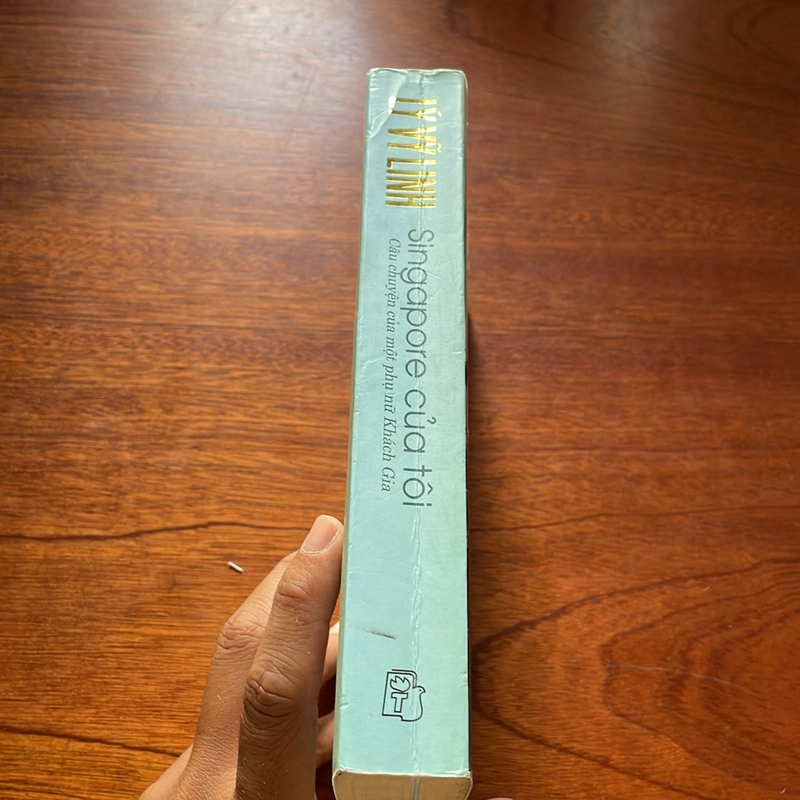 LÝ VỸ LINH
Singapore của tôi
Câu chuyện của một phụ nữ Khách Gia
T